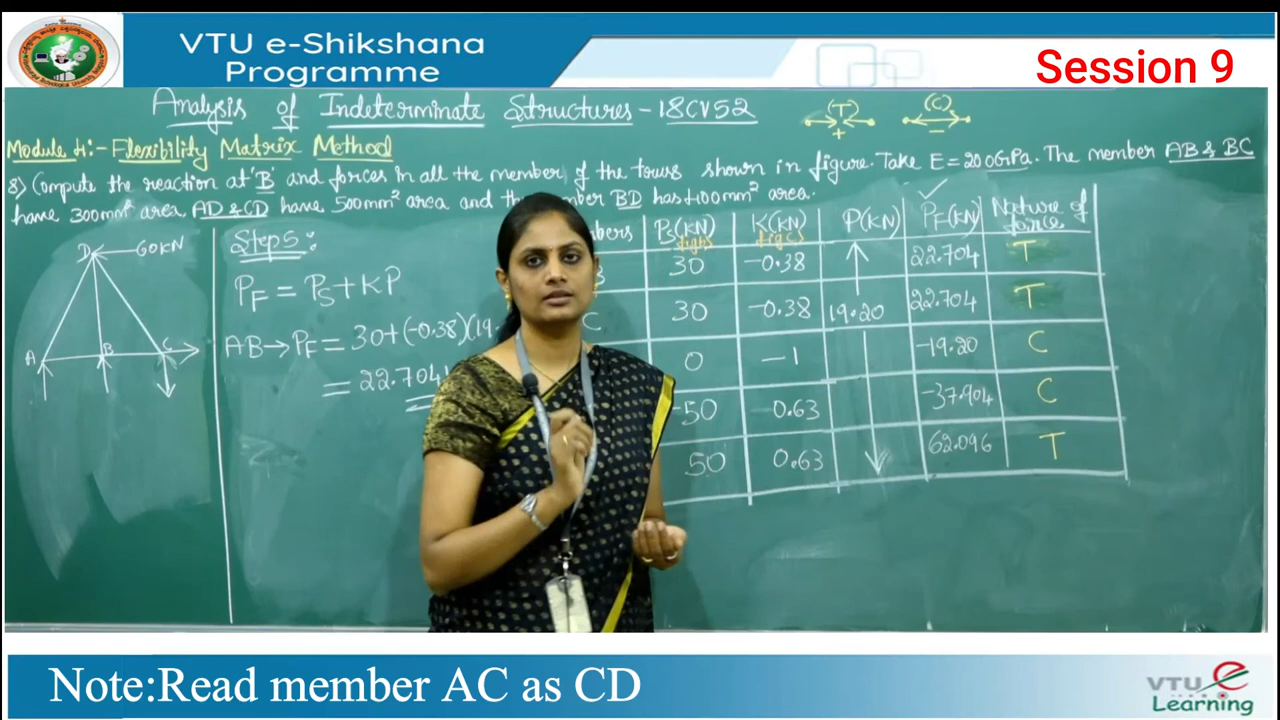 VTU e-Shikshana
Programme
Session 9
Analysis of Indeterminate Structures - 18CV52
(T)
(C)
+
-
Module 4:- Flexibility Matrix Method
8) Compute the reaction at 'B' and forces in all the member of the towns shown in figure. Take E = 200GPa. The member AB & BC
have 300mm² area AD & CD have 500mm² area and the member BD has 400mm² area.
D
60KN
A
B
C
Step 5:
PF = Ps + KP
AB → PF = 30 + (-0.38)(19.
= 22.704
Ps(KN) K(KN) P(KN) PF(KN) Nature of force
30 -0.38 22.704 T
30 -0.38 19.20 22.704 T
C 0 -1 -19.20 C
-50 0.63 -37.904 C
50 0.63 62.096 T
Note:Read member AC as CD
VTU e
Learning